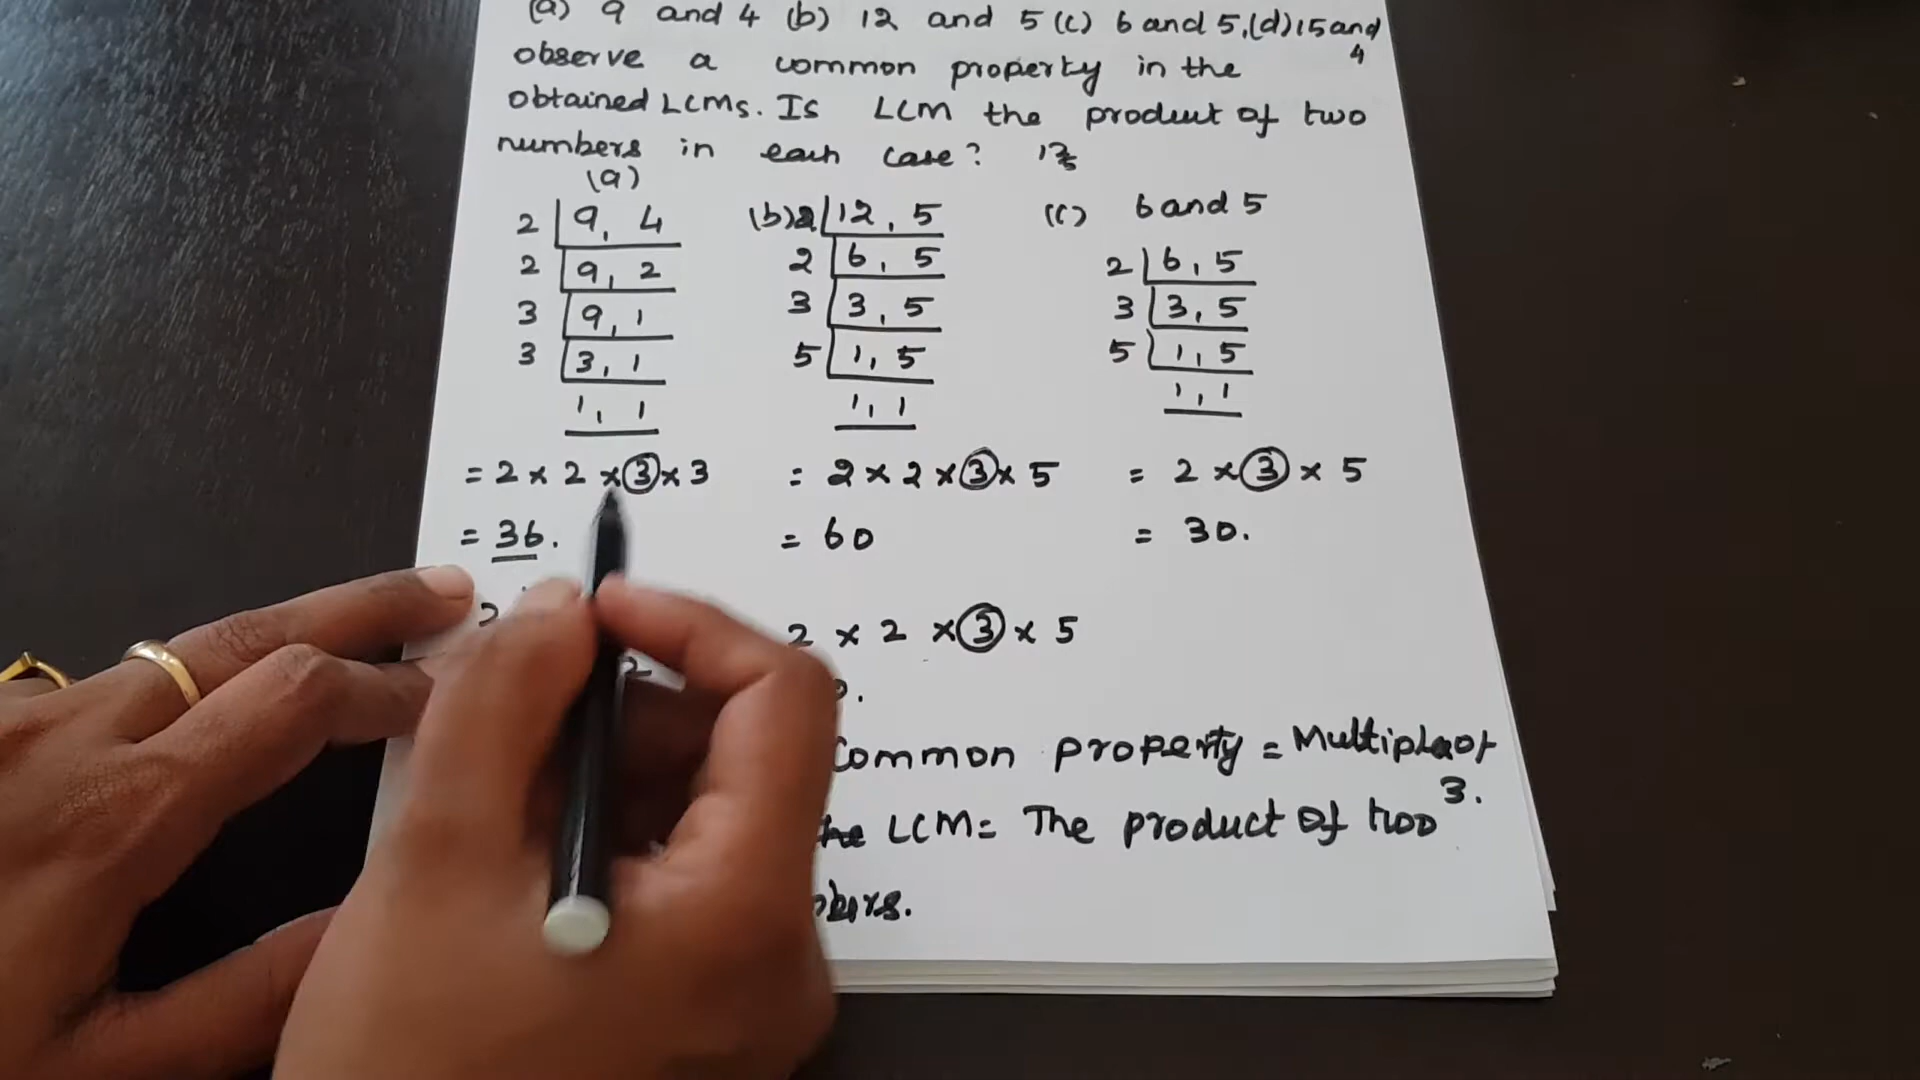 (a) 9 and 4 (b) 12 and 5 (c) 6 and 5, (d) 15 and
4
observe a common property in the
obtained LCMs. Is LCM the product of two
numbers in each case?
(a)
2 | 9, 4
2 | 9, 2
3 | 9, 1
3 | 3, 1
1, 1
= 2 × 2 × 3 × 3
= 36.
(b) 2 | 12, 5
2 | 6, 5
3 | 3, 5
5 | 1, 5
1, 1
= 2 × 2 × 3 × 5
= 60
(c) 6 and 5
2 | 6, 5
3 | 3, 5
5 | 1, 5
1, 1
= 2 × 3 × 5
= 30.
2 × 2 × 3 × 5
2
Common property = Multiple of
3.
the LCM = The product of two